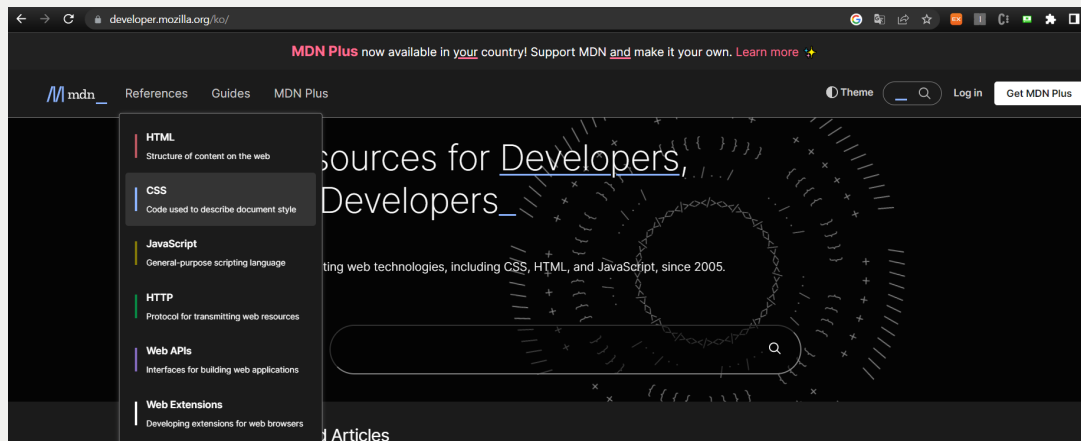 developer.mozilla.org/ko/
MDN Plus now available in your country! Support MDN and make it your own. Learn more ✨
mdn_ References Guides MDN Plus Theme Log in Get MDN Plus
HTML
Structure of content on the web
CSS
Code used to describe document style
JavaScript
General-purpose scripting language
HTTP
Protocol for transmitting web resources
Web APIs
Interfaces for building web applications
Web Extensions
Developing extensions for web browsers
sources for Developers,
Developers_
ting web technologies, including CSS, HTML, and JavaScript, since 2005.
d Articles